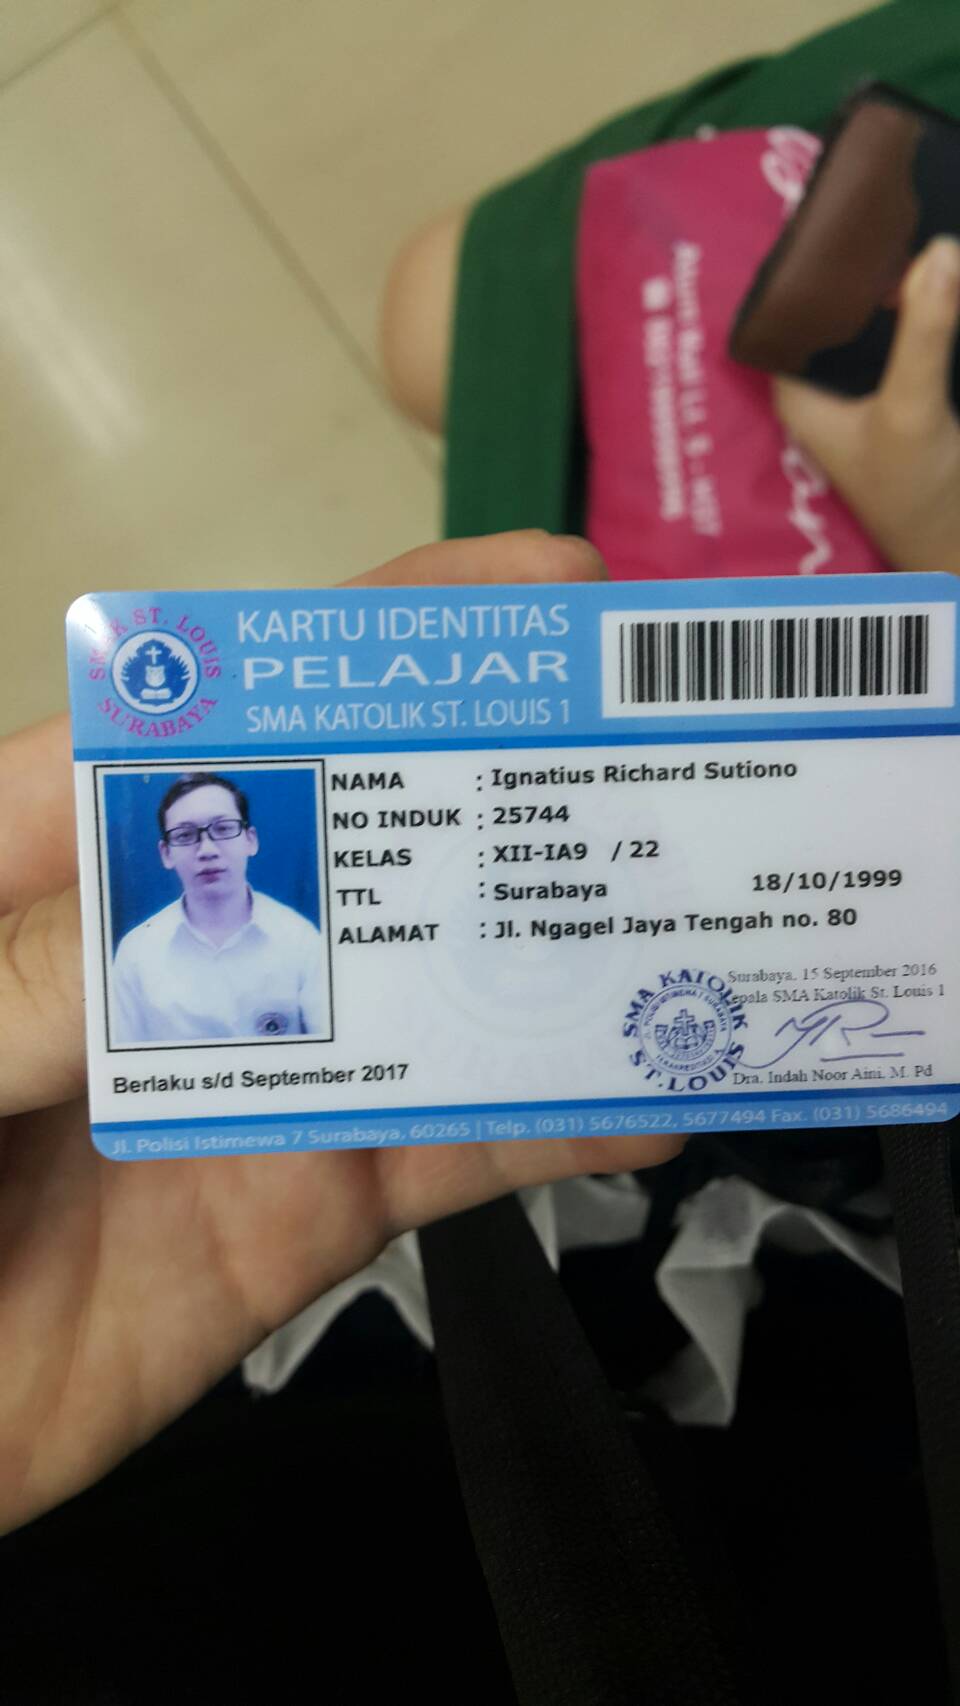 SMAK ST. LOUIS
SURABAYA
KARTU IDENTITAS
PELAJAR
SMA KATOLIK ST. LOUIS 1
NAMA : Ignatius Richard Sutiono
NO INDUK : 25744
KELAS : XII-IA9 / 22
TTL : Surabaya 18/10/1999
ALAMAT : Jl. Ngagel Jaya Tengah no. 80
Surabaya, 15 September 2016
Kepala SMA Katolik St. Louis 1
SMA KATOLIK
ST. LOUIS
Dra. Indah Noor Aini, M. Pd
Berlaku s/d September 2017
Jl. Polisi Istimewa 7 Surabaya, 60265 | Telp. (031) 5676522, 5677494 Fax. (031) 5686494